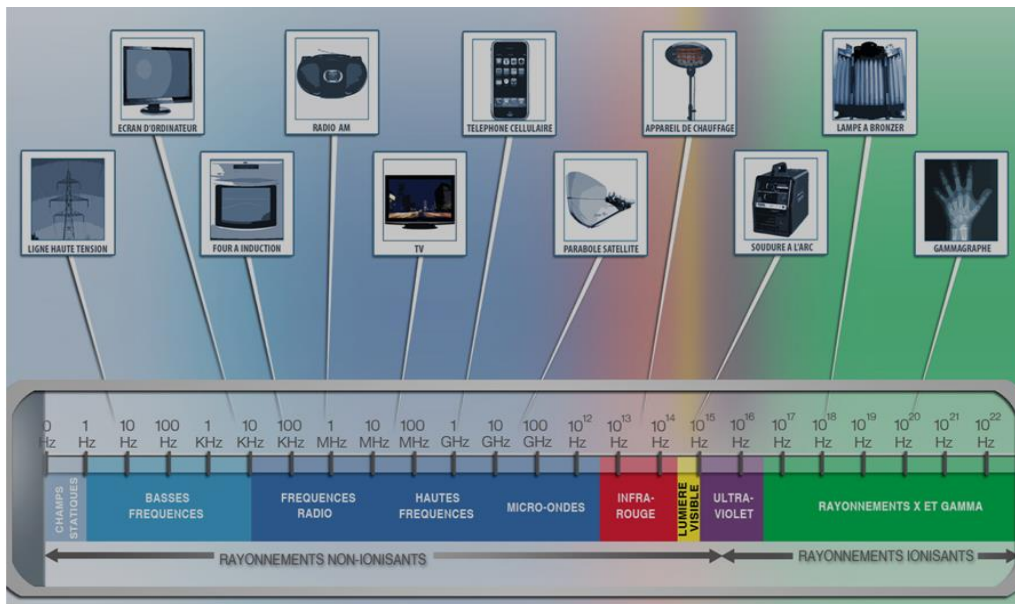 ECRAN D'ORDINATEUR
RADIO AM
TELEPHONE CELLULAIRE
APPAREIL DE CHAUFFAGE
LAMPE A BRONZER
LIGNE HAUTE TENSION
FOUR A INDUCTION
TV
PARABOLE SATELLITE
SOUDURE A L'ARC
GAMMAGRAPHE
0 Hz
1 Hz
10 Hz
100 Hz
1 KHz
10 KHz
100 KHz
1 MHz
10 MHz
100 MHz
1 GHz
10 GHz
100 GHz
10¹² Hz
10¹³ Hz
10¹⁴ Hz
10¹⁵ Hz
10¹⁶ Hz
10¹⁷ Hz
10¹⁸ Hz
10¹⁹ Hz
10²⁰ Hz
10²¹ Hz
10²² Hz
CHAMPS
STATIQUES
BASSES
FREQUENCES
FREQUENCES
RADIO
HAUTES
FREQUENCES
MICRO-ONDES
INFRA-
ROUGE
LUMIERE
VISIBLE
ULTRA-
VIOLET
RAYONNEMENTS X ET GAMMA
RAYONNEMENTS NON-IONISANTS
RAYONNEMENTS IONISANTS